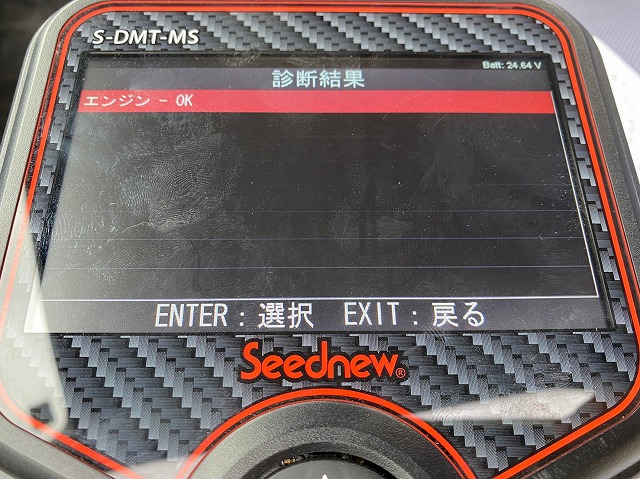 S-DMT-MS
Batt: 24.64 V
診断結果
エンジン - OK
ENTER : 選択 EXIT : 戻る
Seednew®